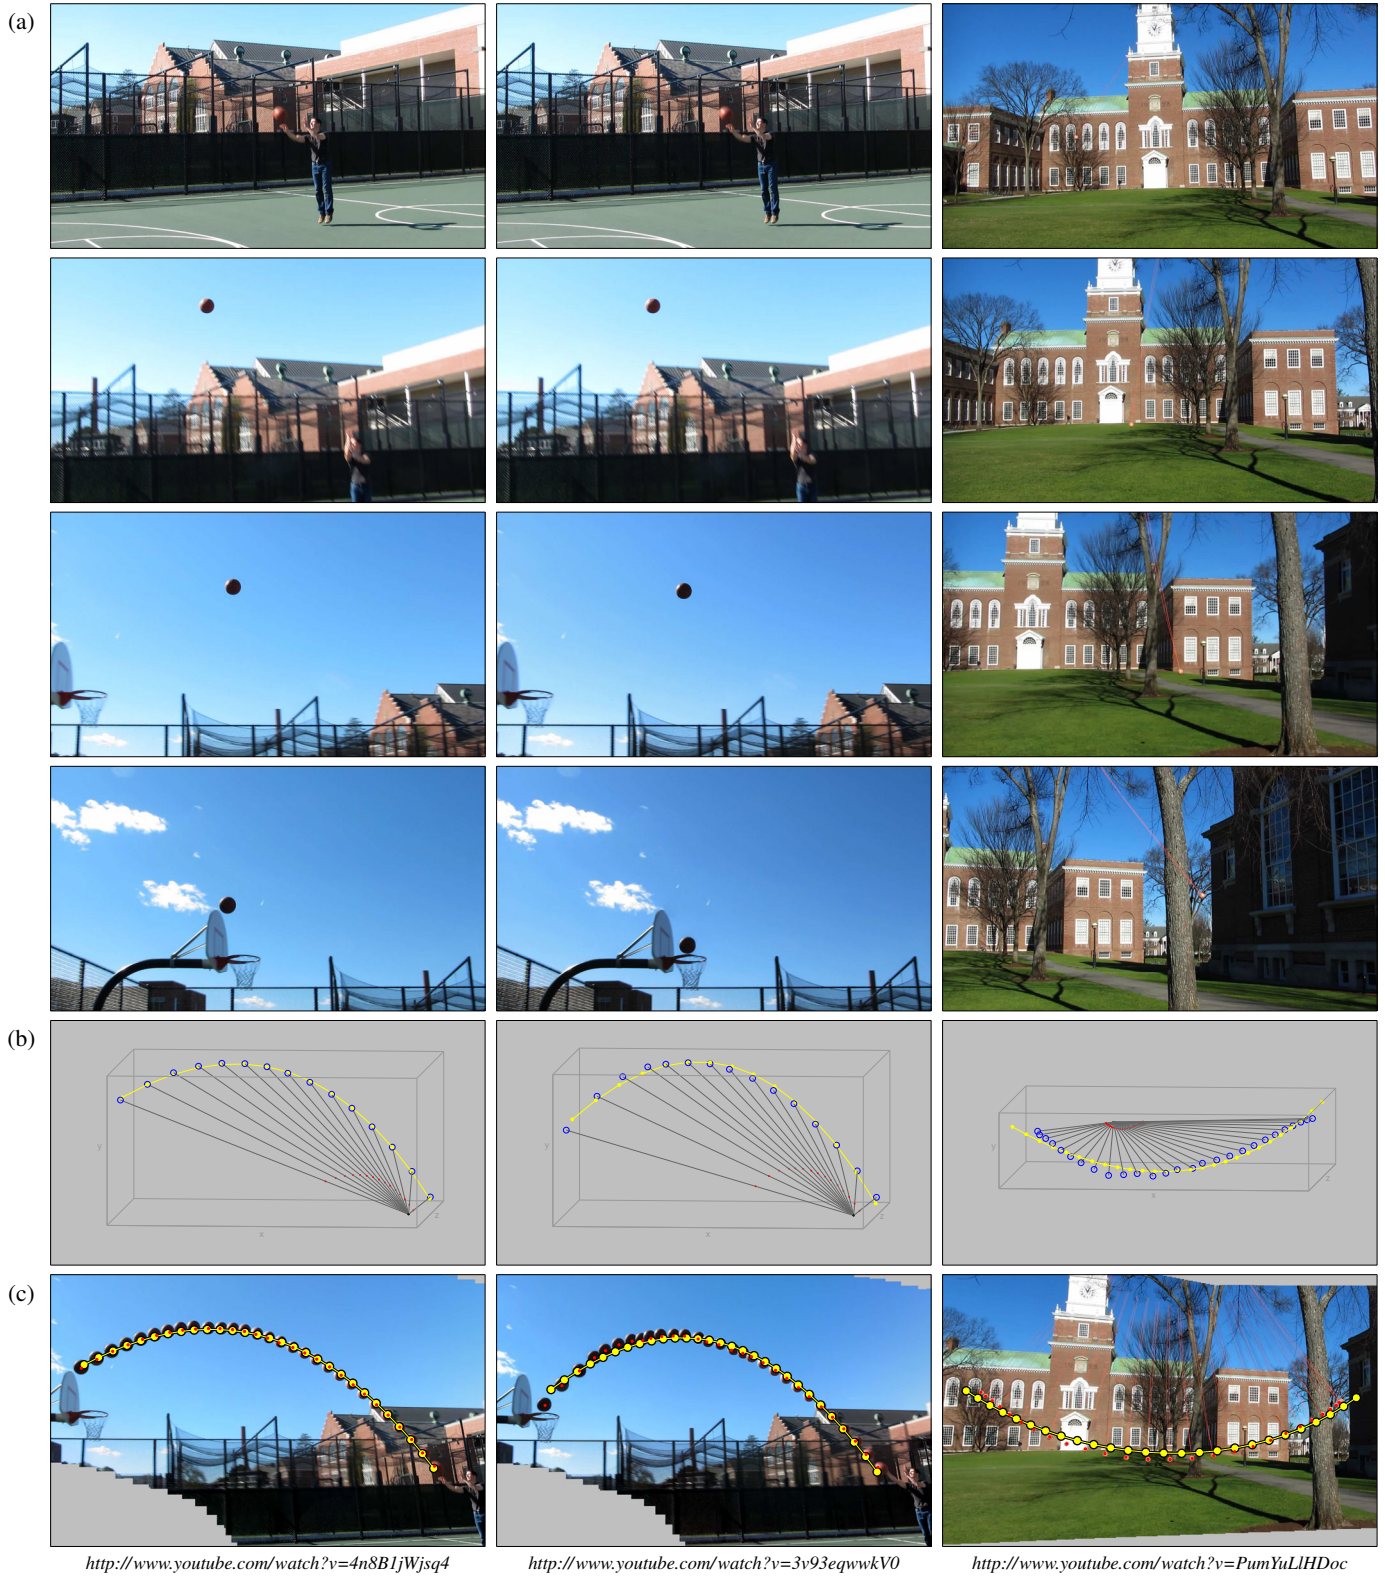 (a)
(b)
y
x
z
y
x
z
y
x
z
(c)
http://www.youtube.com/watch?v=4n8B1jWjsq4
http://www.youtube.com/watch?v=3v93eqwwkV0
http://www.youtube.com/watch?v=PumYuLlHDoc